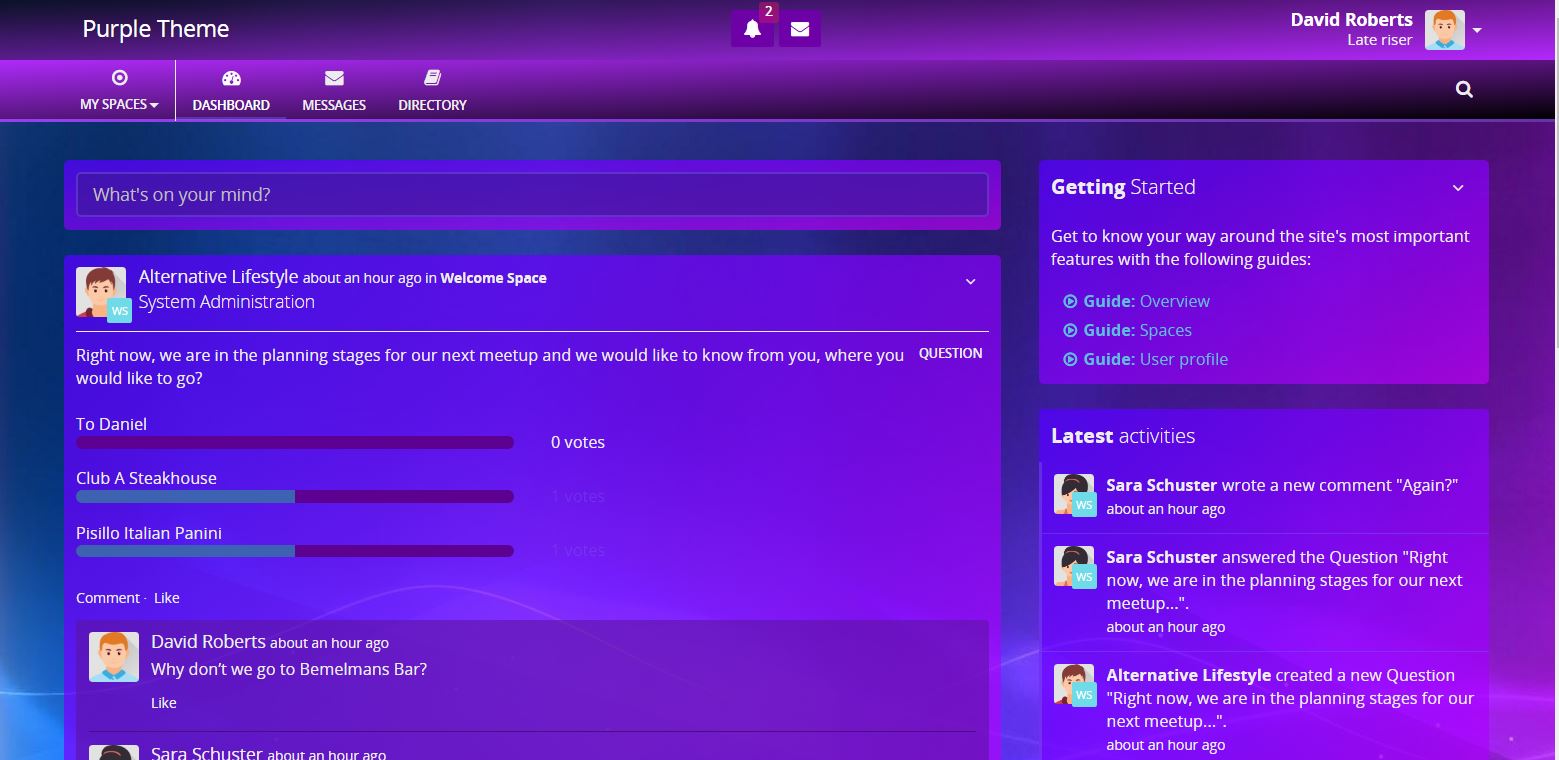 Purple Theme
2
David Roberts
Late riser
MY SPACES
DASHBOARD
MESSAGES
DIRECTORY
What's on your mind?
Alternative Lifestyle about an hour ago in Welcome Space
System Administration
WS
Right now, we are in the planning stages for our next meetup and we would like to know from you, where you
would like to go?
QUESTION
To Daniel
0 votes
Club A Steakhouse
1 votes
Pisillo Italian Panini
1 votes
Comment · Like
David Roberts about an hour ago
Why don’t we go to Bemelmans Bar?
Like
Sara Schuster about an hour ago
Getting Started
Get to know your way around the site's most important
features with the following guides:
Guide: Overview
Guide: Spaces
Guide: User profile
Latest activities
Sara Schuster wrote a new comment "Again?"
WS
about an hour ago
Sara Schuster answered the Question "Right
now, we are in the planning stages for our next
WS
meetup...".
about an hour ago
Alternative Lifestyle created a new Question
"Right now, we are in the planning stages for our
WS
next meetup...".
about an hour ago